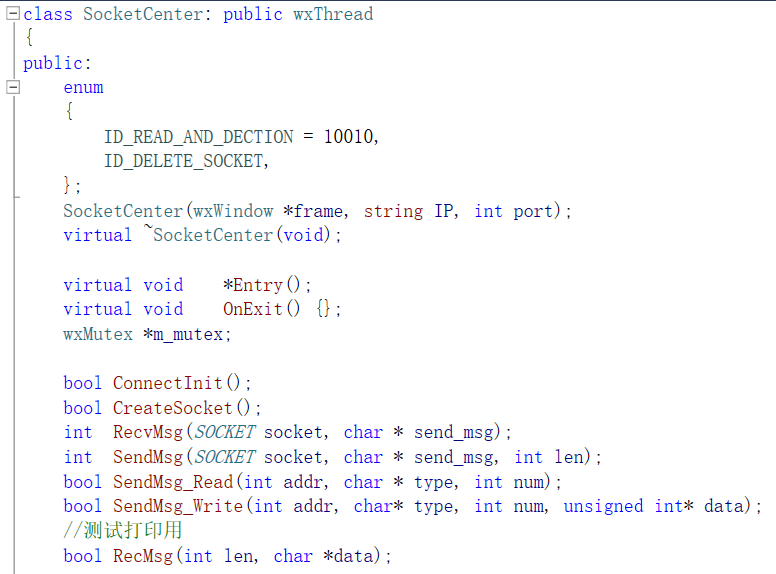 class SocketCenter: public wxThread
{
public:
    enum
    {
        ID_READ_AND_DECTION = 10010,
        ID_DELETE_SOCKET,
    };
    SocketCenter(wxWindow *frame, string IP, int port);
    virtual ~SocketCenter(void);

    virtual void    *Entry();
    virtual void    OnExit() {};
    wxMutex *m_mutex;

    bool ConnectInit();
    bool CreateSocket();
    int  RecvMsg(SOCKET socket, char * send_msg);
    int  SendMsg(SOCKET socket, char * send_msg, int len);
    bool SendMsg_Read(int addr, char * type, int num);
    bool SendMsg_Write(int addr, char* type, int num, unsigned int* data);
    //测试打印用
    bool RecMsg(int len, char *data);